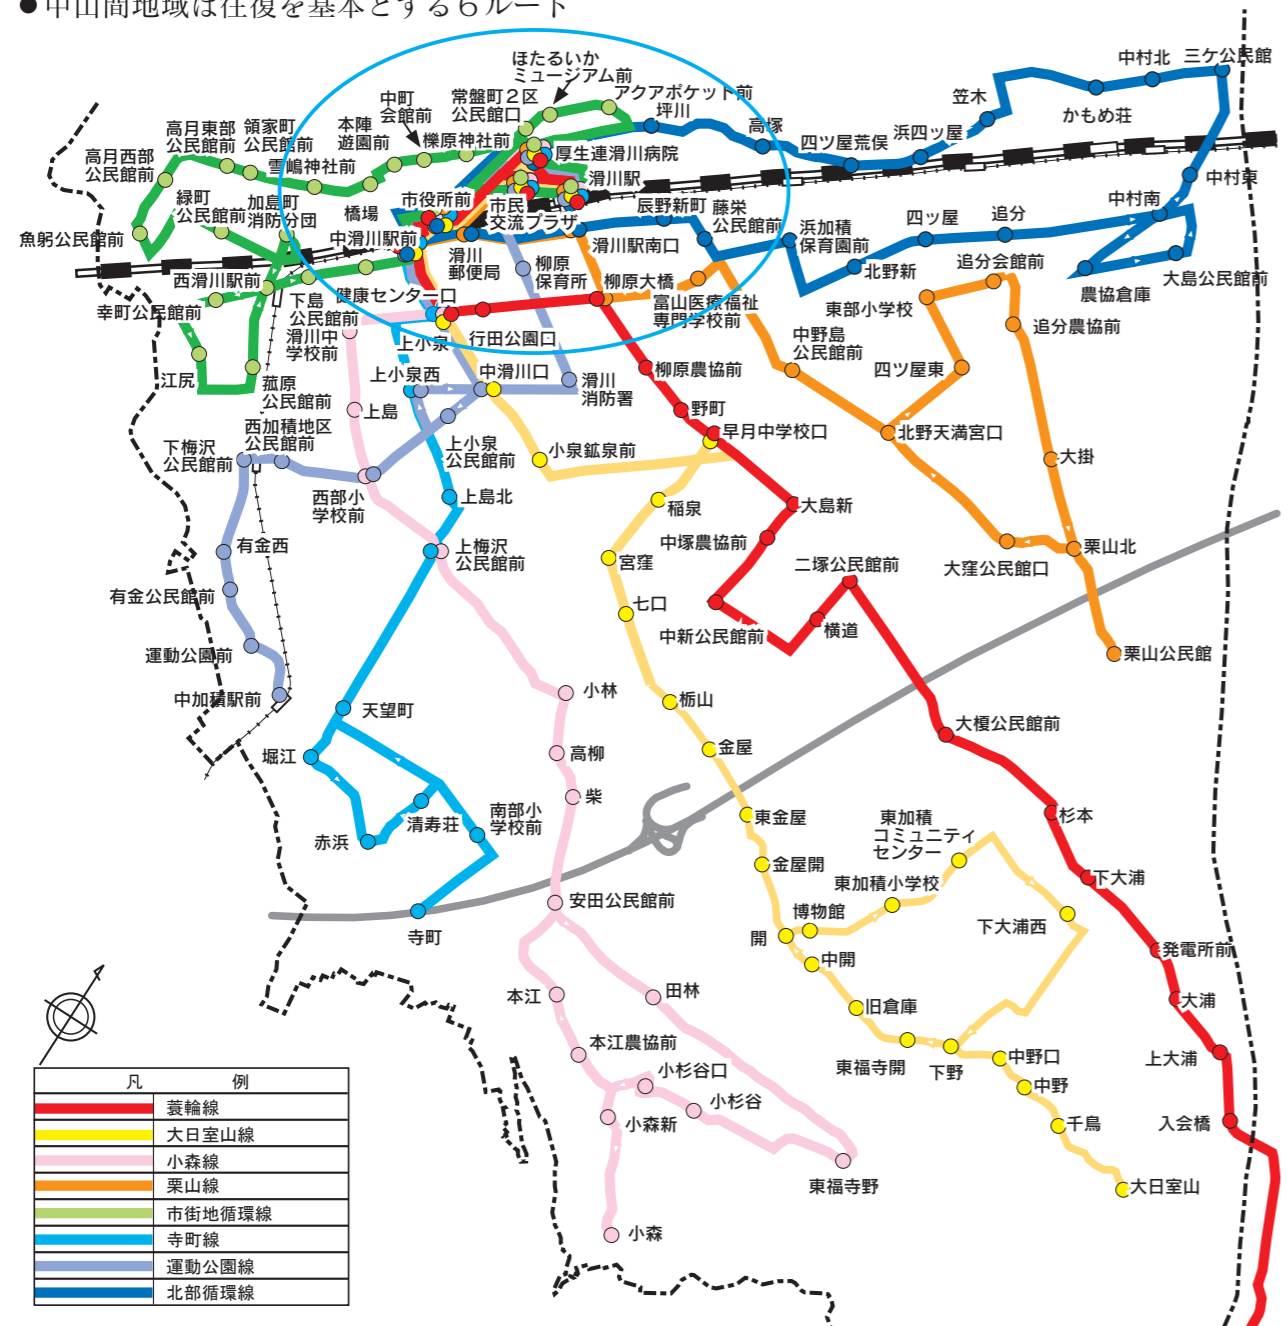 ●中山間地域は往復を基本とする6ルート
ほたるいか
ミュージアム前
アクアポケット前
常盤町2区
公民館口
中町
会館前
本陣
遊園前
櫟原神社前
坪川
高塚
四ツ屋荒俣
浜四ツ屋
笠木
かもめ荘
中村北
三ケ公民館
中村東
中村南
大島公民館前
農協倉庫
高月東部
公民館前
領家町
公民館前
雪嶋神社前
高月西部
公民館前
緑町
公民館前
加島町
消防分団
魚躬公民館前
橋場
市役所前
市民
交流プラザ
厚生連滑川病院
滑川駅
中滑川駅前
滑川
郵便局
滑川駅南口
辰野新町
藤栄
公民館前
浜加積
保育園前
北野新
四ッ屋
追分
西滑川駅前
幸町公民館前
下島
公民館前
健康センター口
柳原
保育所
柳原大橋
富山医療福祉
専門学校前
滑川中
学校前
行田公園口
上小泉
上小泉西
中滑川口
滑川
消防署
江尻
菰原
公民館前
上島
柳原農協前
野町
早月中学校口
中野島
公民館前
東部小学校
追分会館前
追分農協前
四ツ屋東
北野天満宮口
大掛
大窪公民館口
栗山北
栗山公民館
下梅沢
公民館前
西加積地区
公民館前
西部小
学校前
上小泉
公民館前
小泉鉱泉前
上島北
上梅沢
公民館前
有金西
有金公民館前
運動公園前
中加積駅前
稲泉
宮窪
七口
大島新
中塚農協前
中新公民館前
二塚公民館前
横道
栃山
金屋
大榎公民館前
小林
高柳
柴
天望町
堀江
赤浜
清寿荘
南部小
学校前
寺町
東金屋
金屋開
東加積
コミュニティ
センター
東加積小学校
博物館
開
中開
旧倉庫
東福寺開
下野
下大浦西
中野口
中野
千鳥
大日室山
杉本
下大浦
発電所前
大浦
上大浦
入会橋
安田公民館前
本江
田林
本江農協前
小杉谷口
小杉谷
小森新
東福寺野
小森
凡 例
蓑輪線
大日室山線
小森線
栗山線
市街地循環線
寺町線
運動公園線
北部循環線